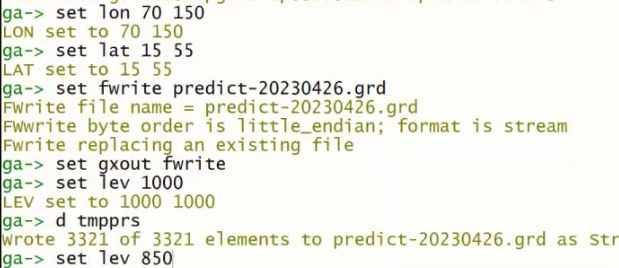 ga-> set lon 70 150
LON set to 70 150
ga-> set lat 15 55
LAT set to 15 55
ga-> set fwrite predict-20230426.grd
FWrite file name = predict-20230426.grd
FWwrite byte order is little_endian; format is stream
Fwrite replacing an existing file
ga-> set gxout fwrite
ga-> set lev 1000
LEV set to 1000 1000
ga-> d tmpprs
Wrote 3321 of 3321 elements to predict-20230426.grd as Str
ga-> set lev 850